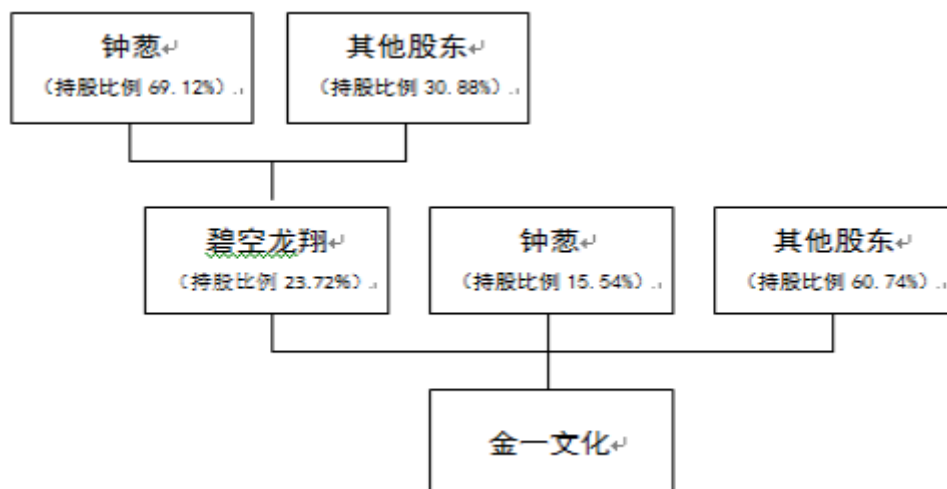 钟葱
（持股比例 69.12%）
其他股东
（持股比例 30.88%）
碧空龙翔
（持股比例 23.72%）
钟葱
（持股比例 15.54%）
其他股东
（持股比例 60.74%）
金一文化